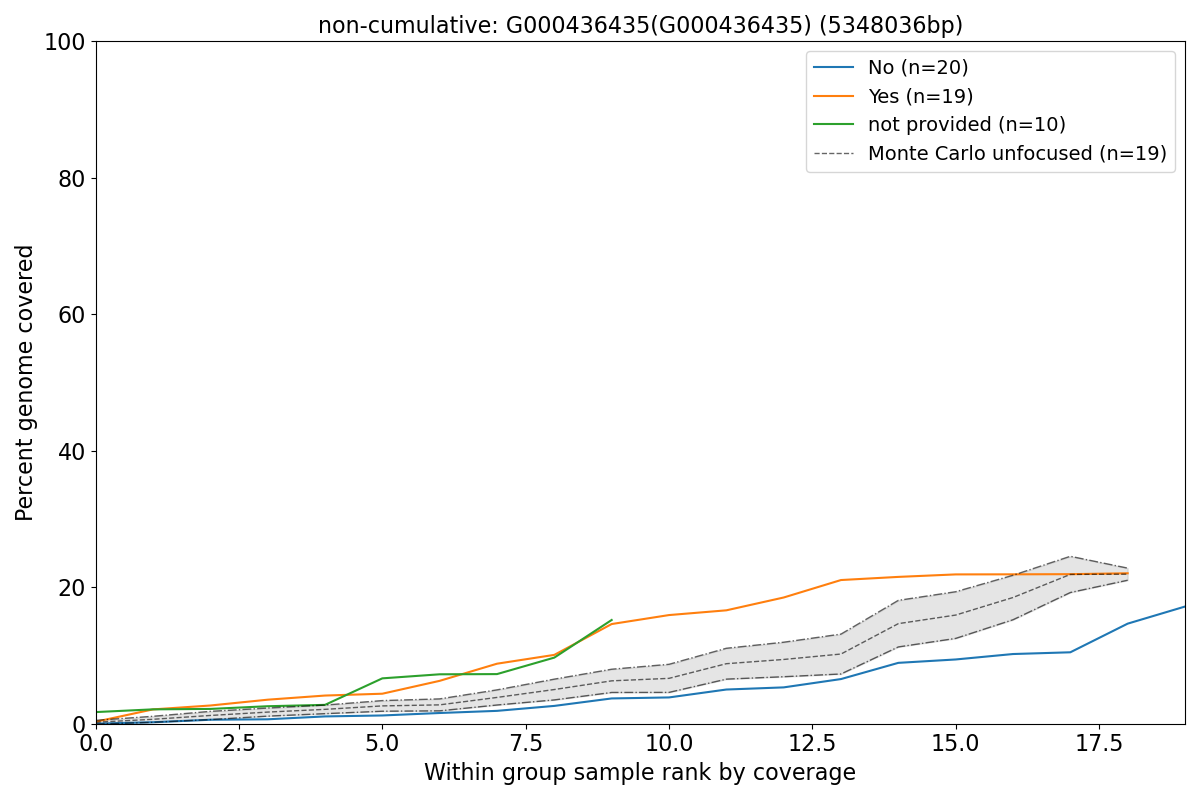 non-cumulative: G000436435(G000436435) (5348036bp)
100
80
60
40
20
0
Percent genome covered
No (n=20)
Yes (n=19)
not provided (n=10)
Monte Carlo unfocused (n=19)
0.0 2.5 5.0 7.5 10.0 12.5 15.0 17.5
Within group sample rank by coverage